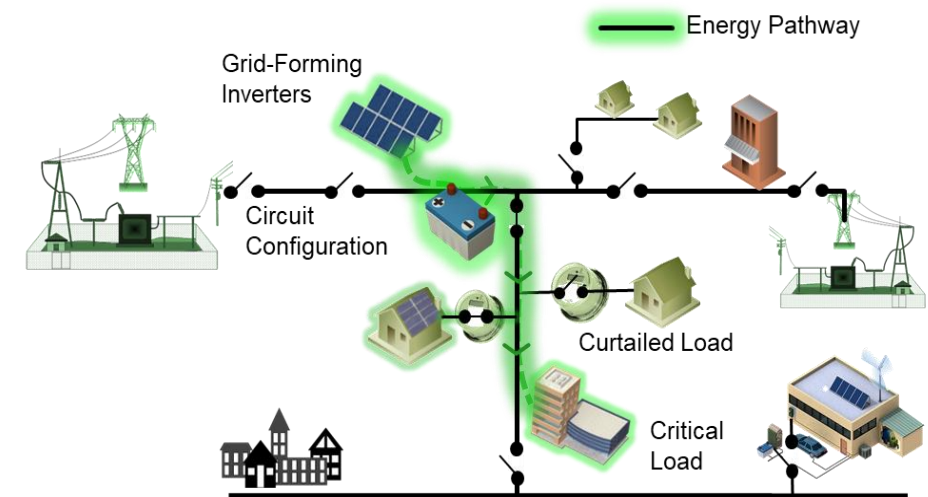 Energy Pathway
Grid-Forming
Inverters
Circuit
Configuration
Curtailed Load
Critical
Load